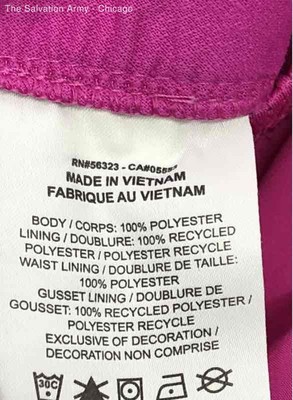 The Salvation Army - Chicago
RN#56323 -
MADE IN VIETNAM
FABRIQUE AU VIETNAM
BODY / CORPS: 100% POLYESTER
LINING / DOUBLURE: 100% RECYCLED
POLYESTER / POLYESTER RECYCLE
WAIST LINING / DOUBLURE DE TAILLE:
100% POLYESTER
GUSSET LINING / DOUBLURE DE
GOUSSET: 100% RECYCLED POLYESTER /
POLYESTER RECYCLE
EXCLUSIVE OF DECORATION /
DECORATION NON COMPRISE
30C